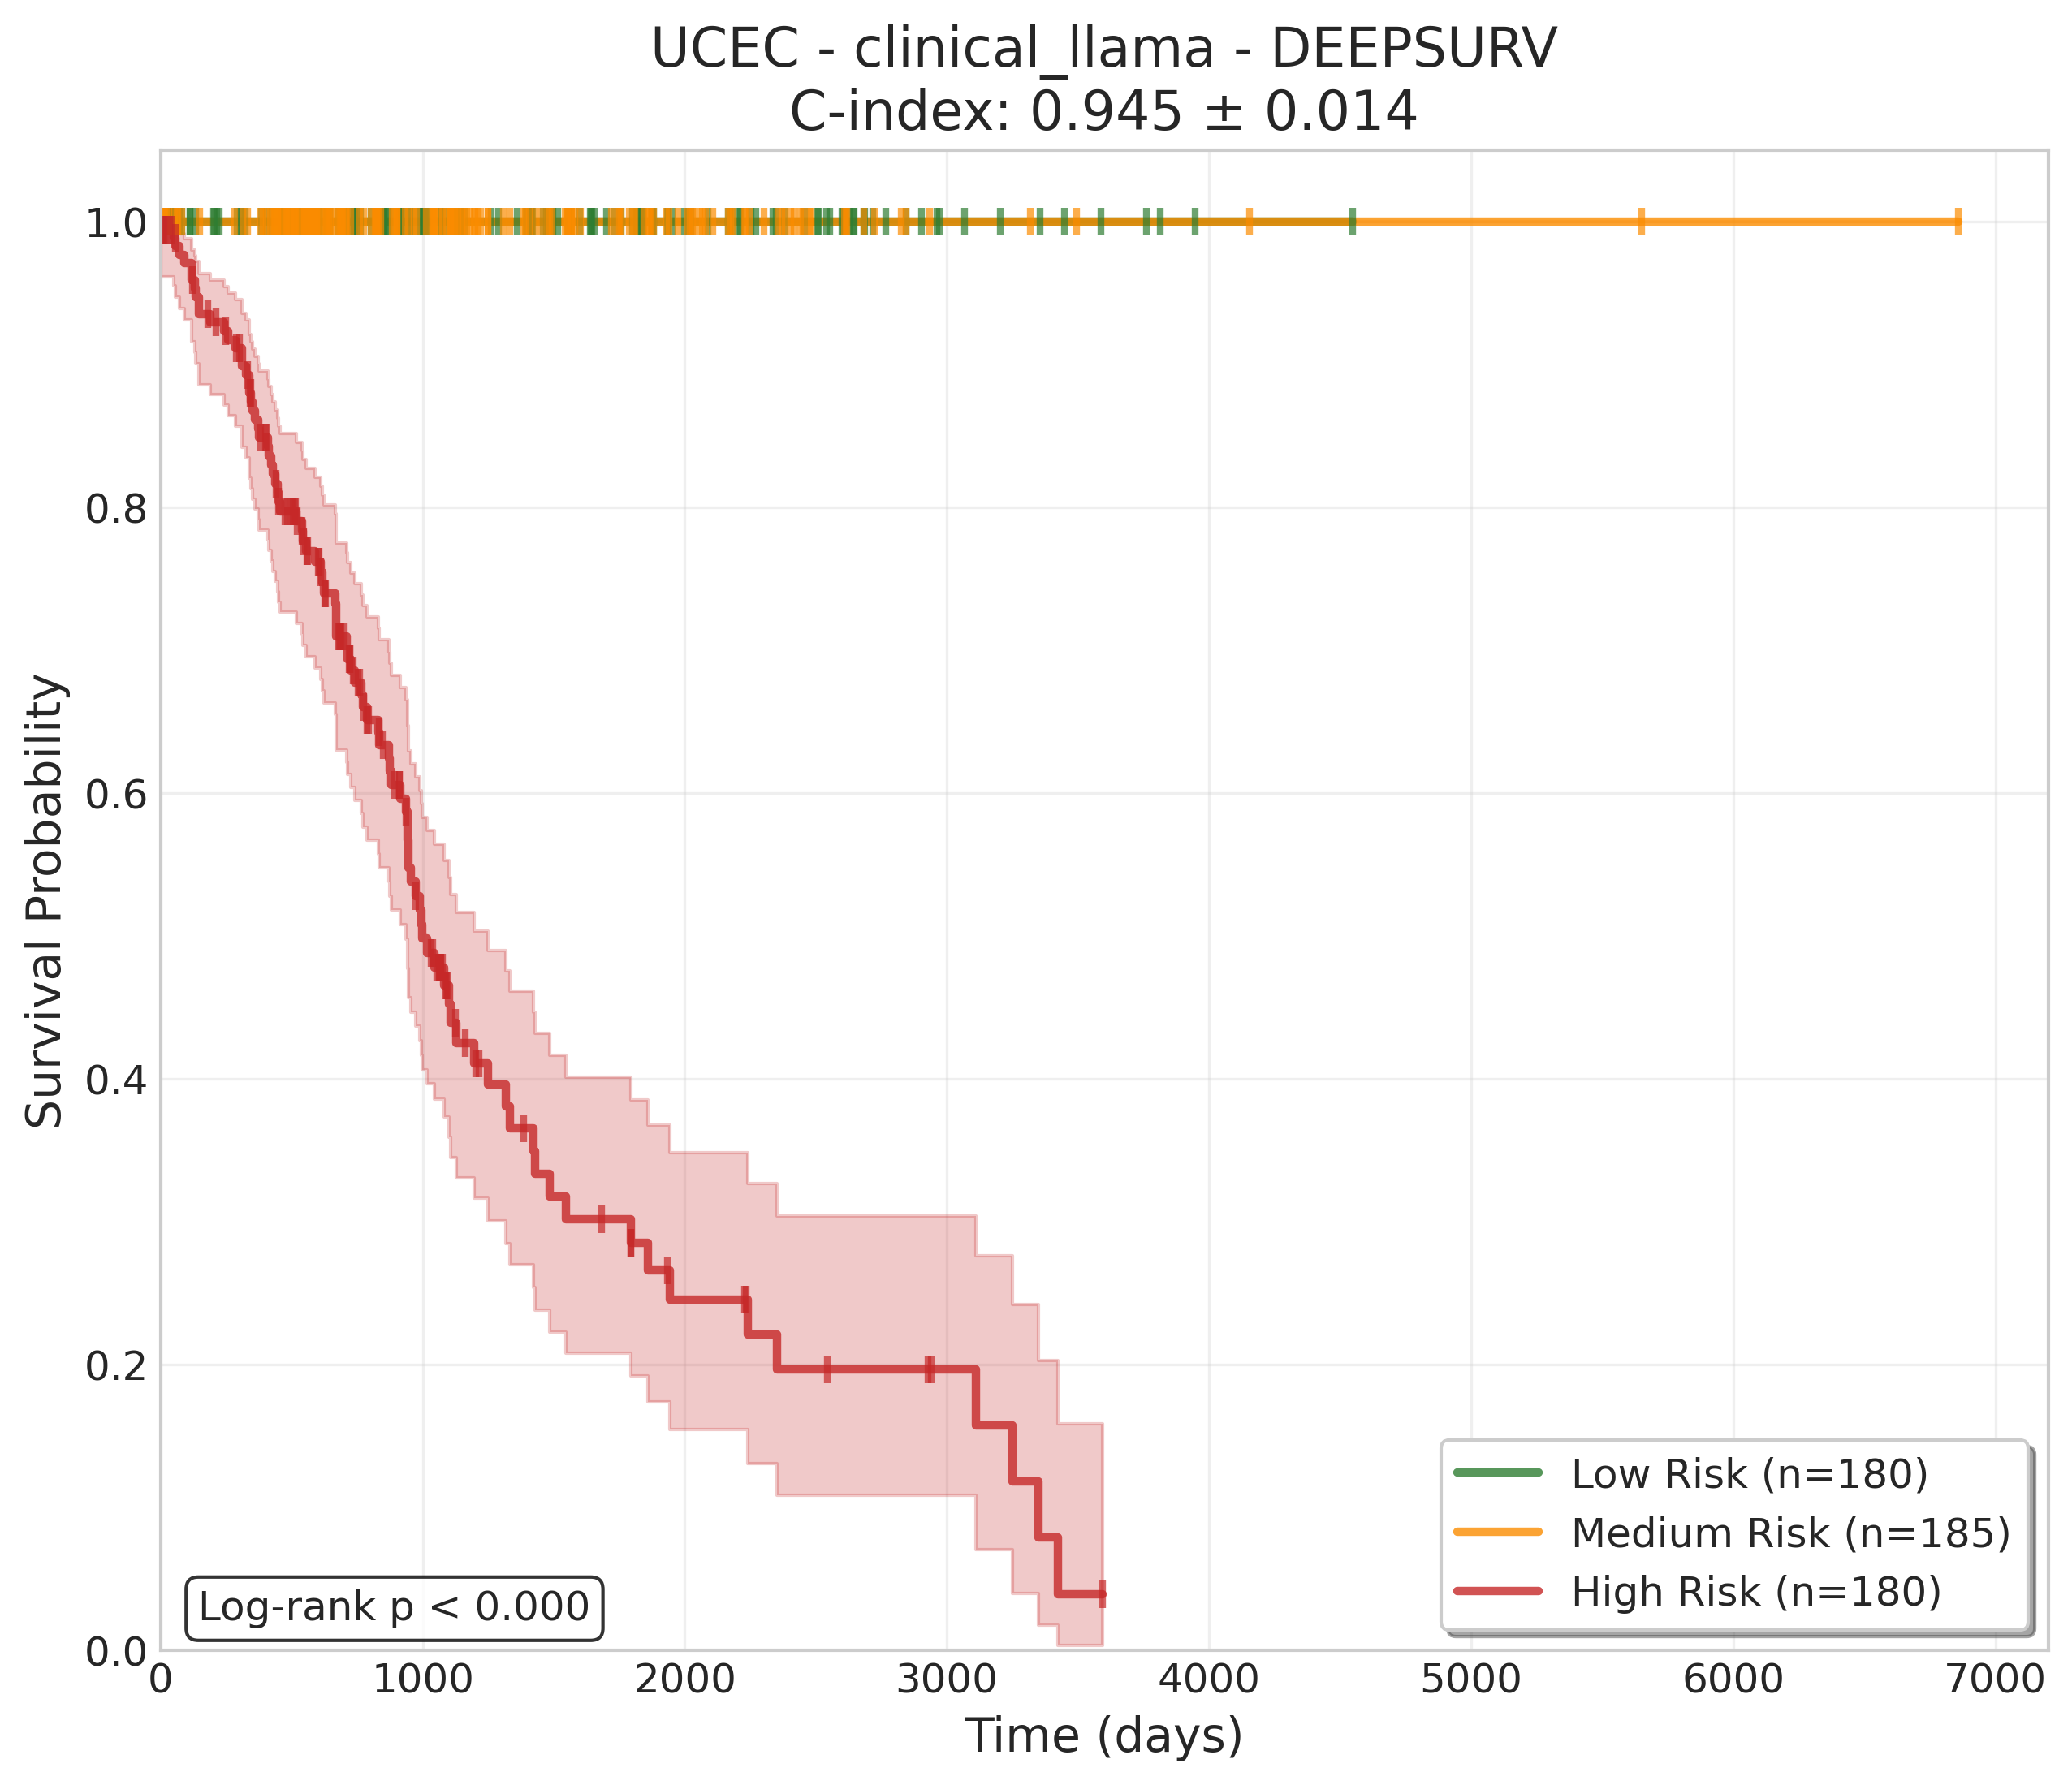 UCEC - clinical_llama - DEEPSURV
C-index: 0.945 ± 0.014
Survival Probability
1.0
0.8
0.6
0.4
0.2
0.0
Low Risk (n=180)
Medium Risk (n=185)
High Risk (n=180)
Log-rank p < 0.000
0 1000 2000 3000 4000 5000 6000 7000
Time (days)